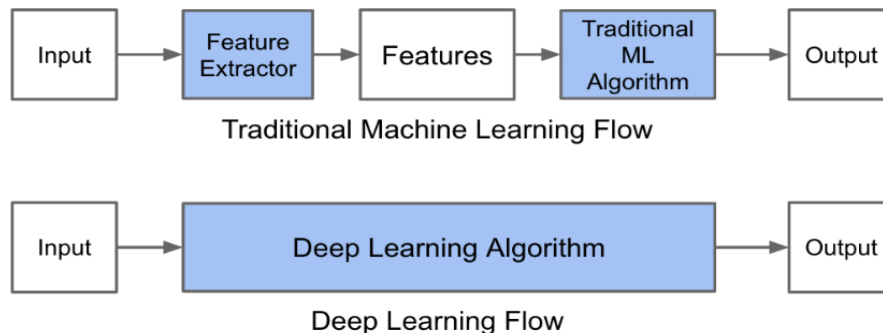 Input
Feature
Extractor
Features
Traditional
ML
Algorithm
Output
Traditional Machine Learning Flow
Input
Deep Learning Algorithm
Output
Deep Learning Flow